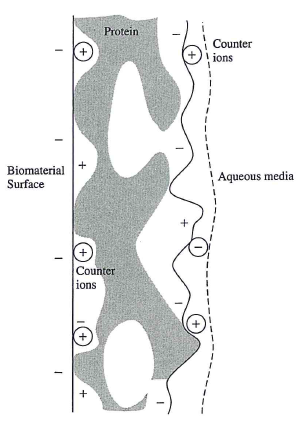 Protein
Counter
ions
Biomaterial
Surface
Aqueous media
Counter
ions